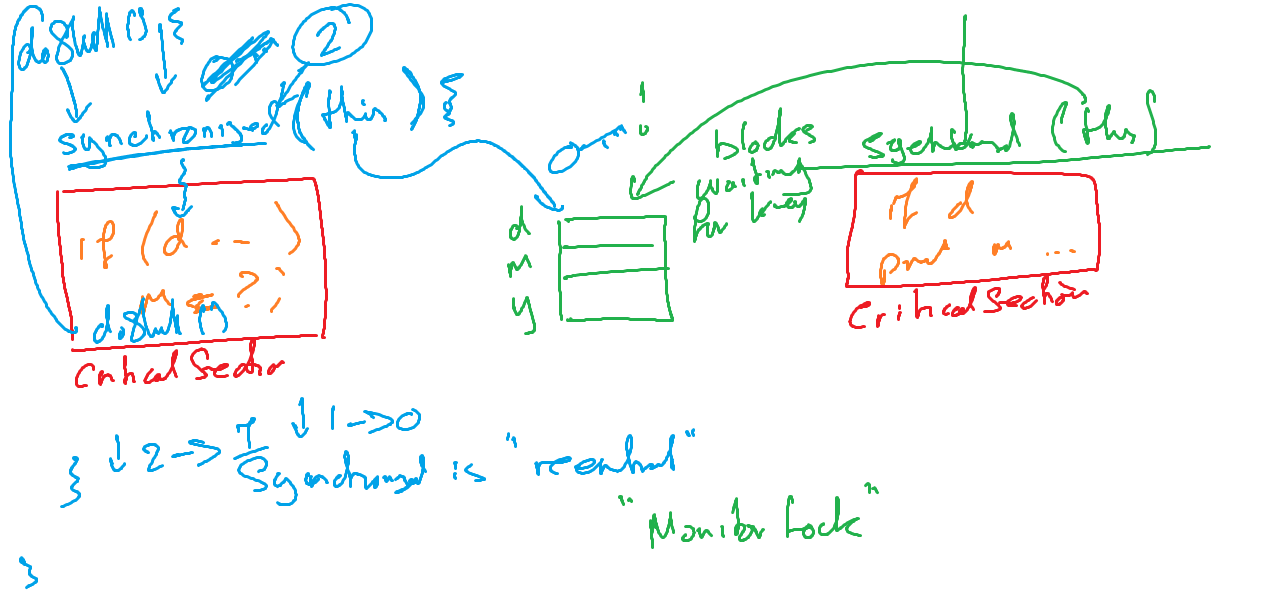 doStuff() {
2
synchronized (this) {
if (d ... )
m = ?;
doStuff()
Critical Section
} ↓ 2 -> 1 ↓ 1 -> 0
Synchronized is "reentrant"
"Monitor Lock"
}
d
m
y
1
0
blocks
waiting
for key
synchronized (this)
if d
print m ...
Critical Section